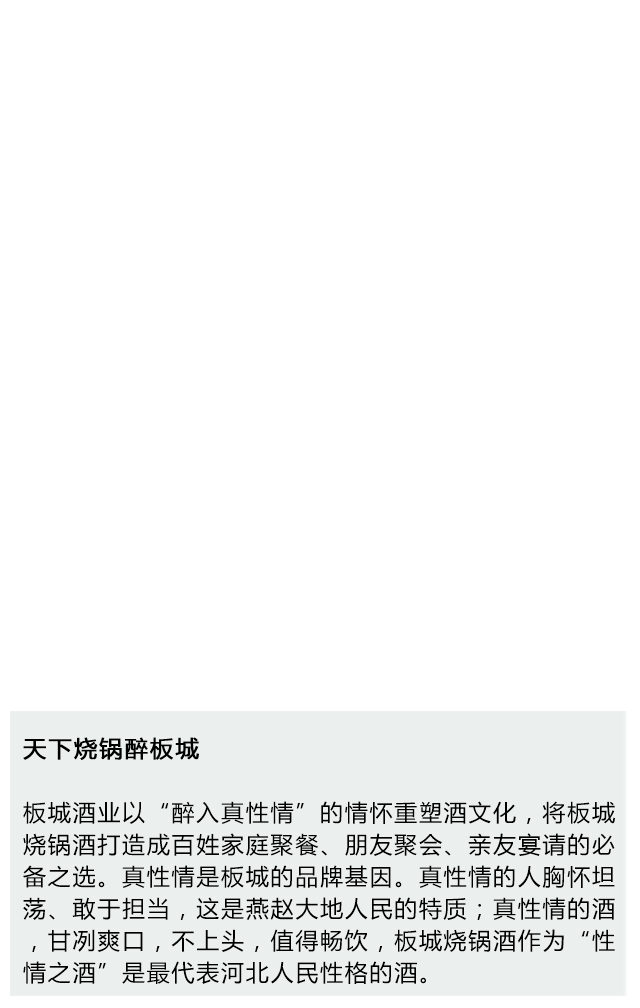 天下烧锅醉板城
板城酒业以“醉入真性情”的情怀重塑酒文化，将板城
烧锅酒打造成百姓家庭聚餐、朋友聚会、亲友宴请的必
备之选。真性情是板城的品牌基因。真性情的人胸怀坦
荡、敢于担当，这是燕赵大地人民的特质；真性情的酒
，甘冽爽口，不上头，值得畅饮，板城烧锅酒作为“性
情之酒”是最代表河北人民性格的酒。